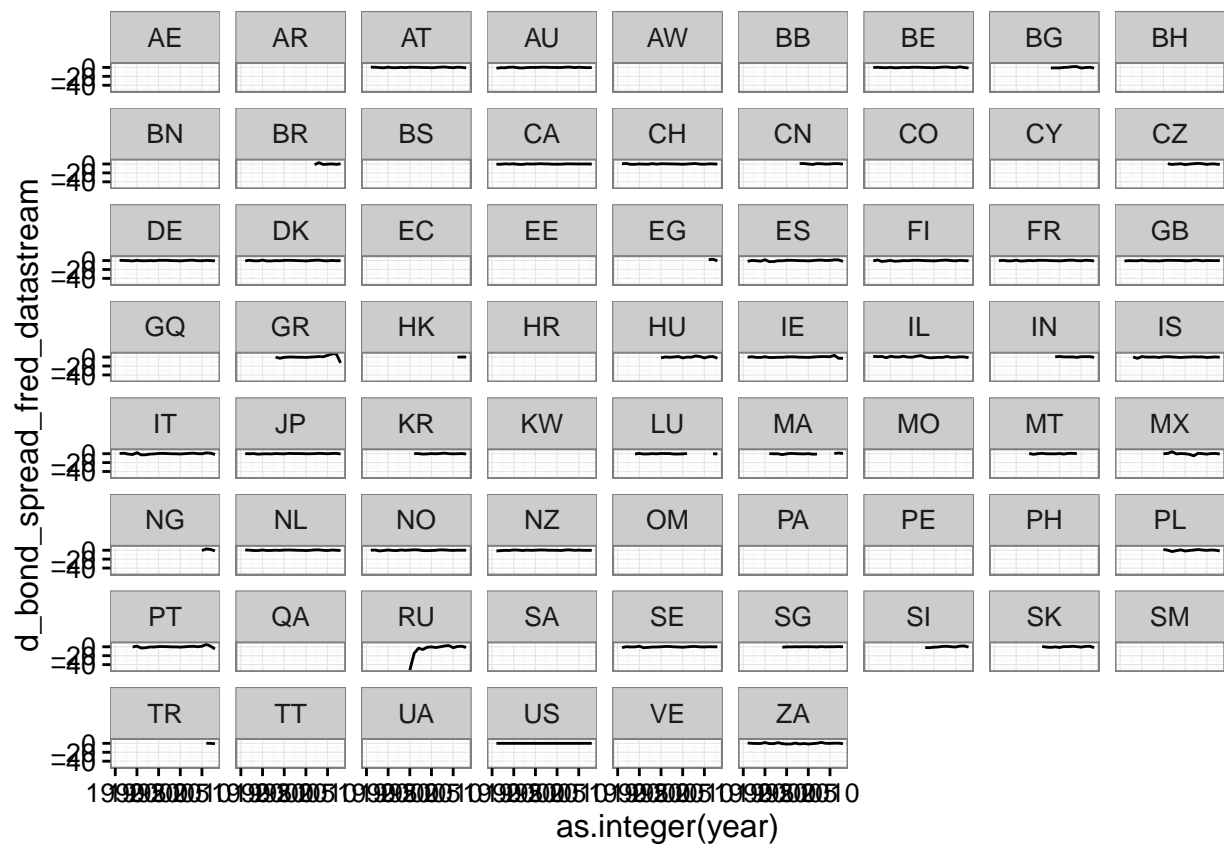 AE AR AT AU AW BB BE BG BH
BN BR BS CA CH CN CO CY CZ
DE DK EC EE EG ES FI FR GB
GQ GR HK HR HU IE IL IN IS
IT JP KR KW LU MA MO MT MX
NG NL NO NZ OM PA PE PH PL
PT QA RU SA SE SG SI SK SM
TR TT UA US VE ZA
d_bond_spread_fred_datastream
as.integer(year)